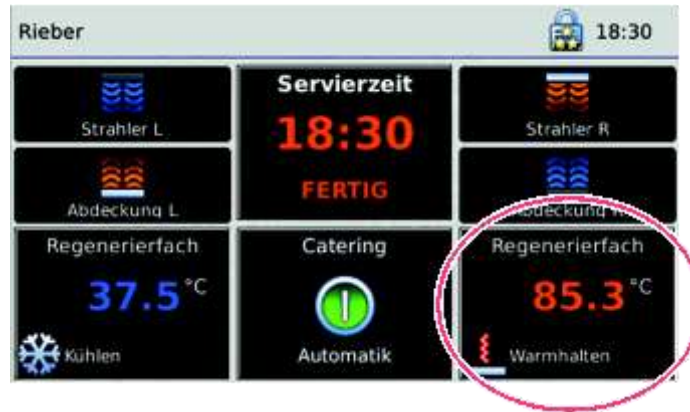 Rieber 18:30
Strahler L
Servierzeit
18:30
FERTIG
Strahler R
Abdeckung L
Abdeckung R
Regenerierfach
37.5 °C
Kühlen
Catering
Automatik
Regenerierfach
85.3 °C
Warmhalten